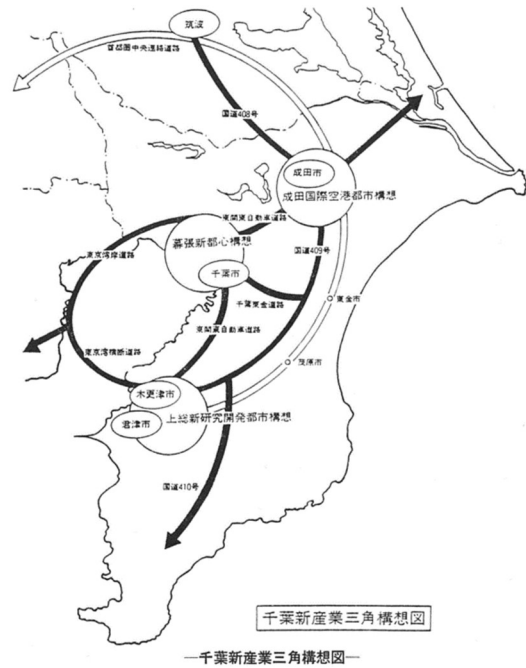 筑波
首都圏中央連絡道路
国道408号
成田市
成田国際空港都市構想
東関東自動車道路
幕張新都心構想
国道409号
東京湾岸道路
千葉市
千葉東金道路
東金市
東関東自動車道路
東京湾横断道路
茂原市
木更津市
上総新研究開発都市構想
君津市
国道410号
千葉新産業三角構想図
―千葉新産業三角構想図―